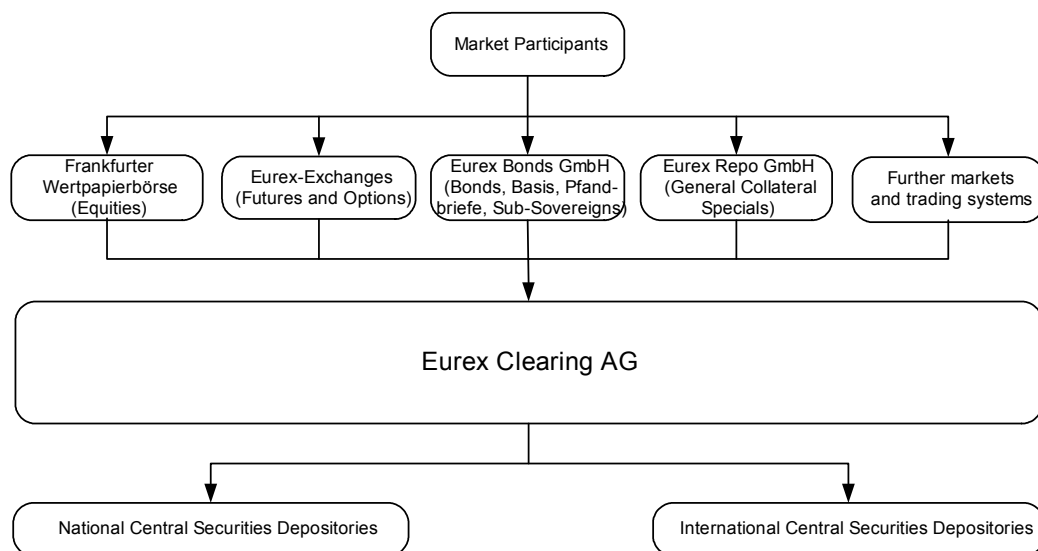 Market Participants
Frankfurter
Wertpapierbörse
(Equities)
Eurex-Exchanges
(Futures and Options)
Eurex Bonds GmbH
(Bonds, Basis, Pfand-
briefe, Sub-Sovereigns)
Eurex Repo GmbH
(General Collateral
Specials)
Further markets
and trading systems
Eurex Clearing AG
National Central Securities Depositories
International Central Securities Depositories